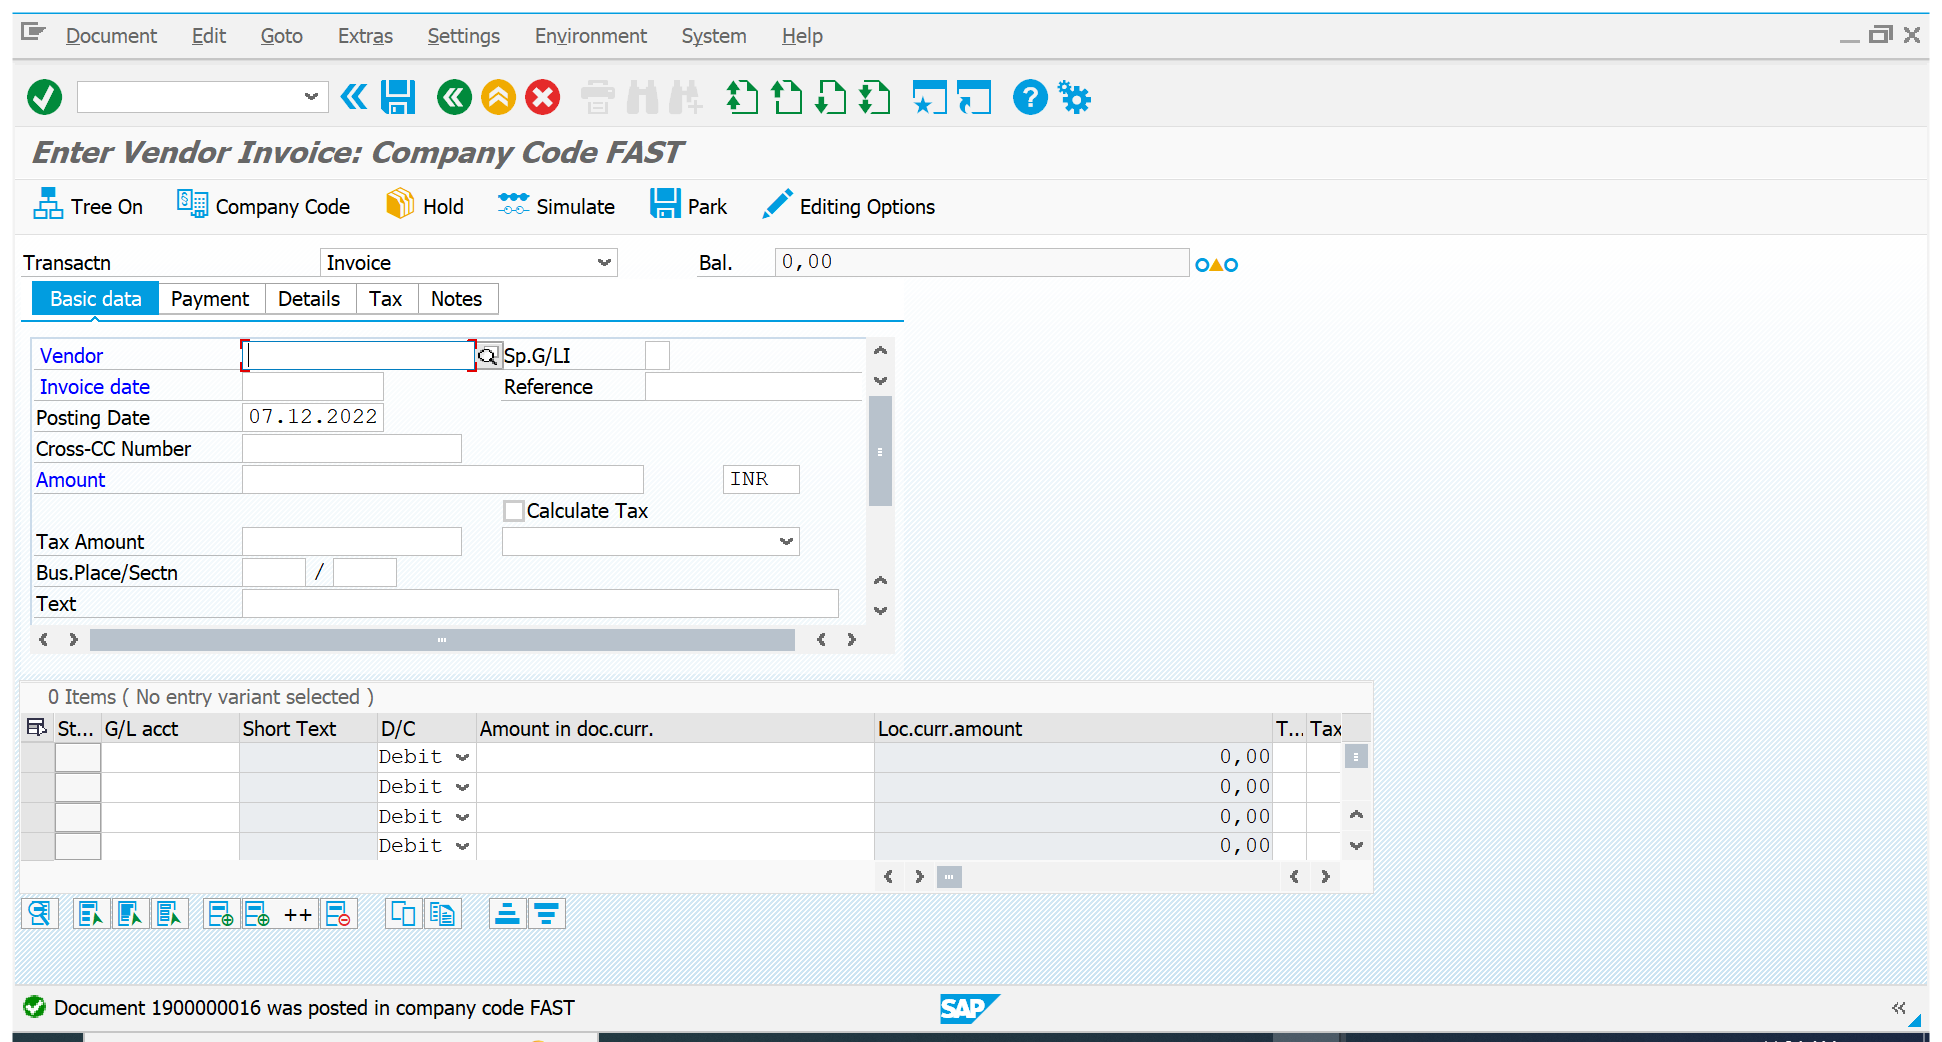 Document Edit Goto Extras Settings Environment System Help
Enter Vendor Invoice: Company Code FAST
Tree On Company Code Hold Simulate Park Editing Options
Transactn Invoice Bal. 0,00
Basic data Payment Details Tax Notes
Vendor Sp.G/LI
Invoice date Reference
Posting Date 07.12.2022
Cross-CC Number
Amount INR
Calculate Tax
Tax Amount
Bus.Place/Sectn /
Text
0 Items ( No entry variant selected )
St... G/L acct Short Text D/C Amount in doc.curr. Loc.curr.amount T... Tax
Debit 0,00
Debit 0,00
Debit 0,00
Debit 0,00
++
Document 1900000016 was posted in company code FAST SAP